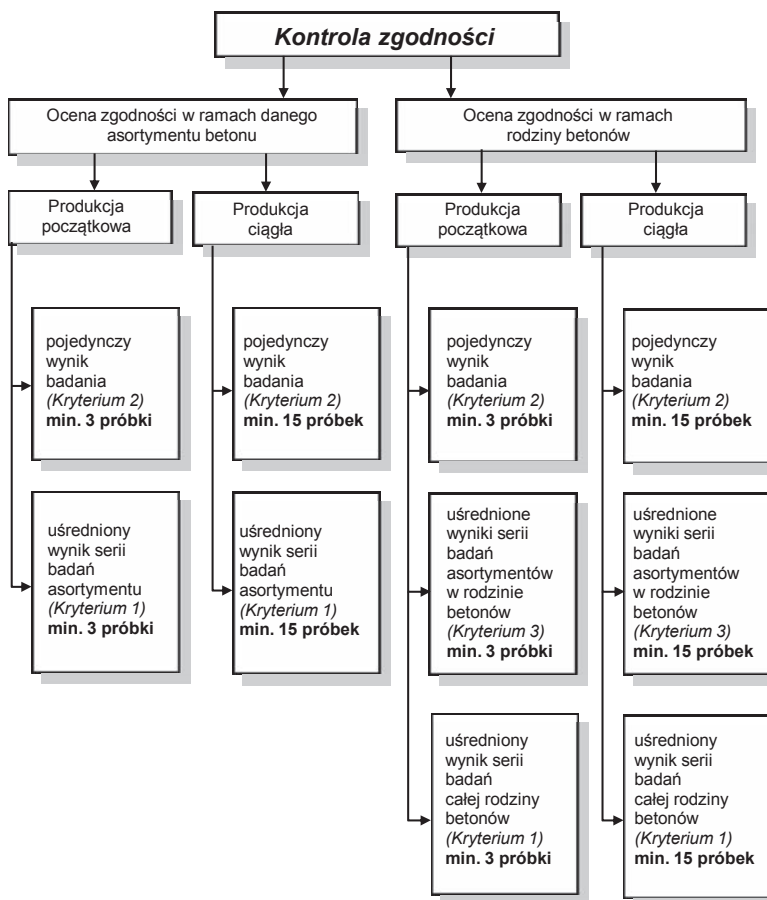 Kontrola zgodności
Ocena zgodności w ramach danego
asortymentu betonu
Ocena zgodności w ramach
rodziny betonów
Produkcja
początkowa
Produkcja
ciągła
Produkcja
początkowa
Produkcja
ciągła
pojedynczy
wynik
badania
(Kryterium 2)
min. 3 próbki
pojedynczy
wynik
badania
(Kryterium 2)
min. 15 próbek
pojedynczy
wynik
badania
(Kryterium 2)
min. 3 próbki
pojedynczy
wynik
badania
(Kryterium 2)
min. 15 próbek
uśredniony
wynik serii
badań
asortymentu
(Kryterium 1)
min. 3 próbki
uśredniony
wynik serii
badań
asortymentu
(Kryterium 1)
min. 15 próbek
uśrednione
wyniki serii
badań
asortymentów
w rodzinie
betonów
(Kryterium 3)
min. 3 próbki
uśrednione
wyniki serii
badań
asortymentów
w rodzinie
betonów
(Kryterium 3)
min. 15 próbek
uśredniony
wynik serii
badań
całej rodziny
betonów
(Kryterium 1)
min. 3 próbki
uśredniony
wynik serii
badań
całej rodziny
betonów
(Kryterium 1)
min. 15 próbek